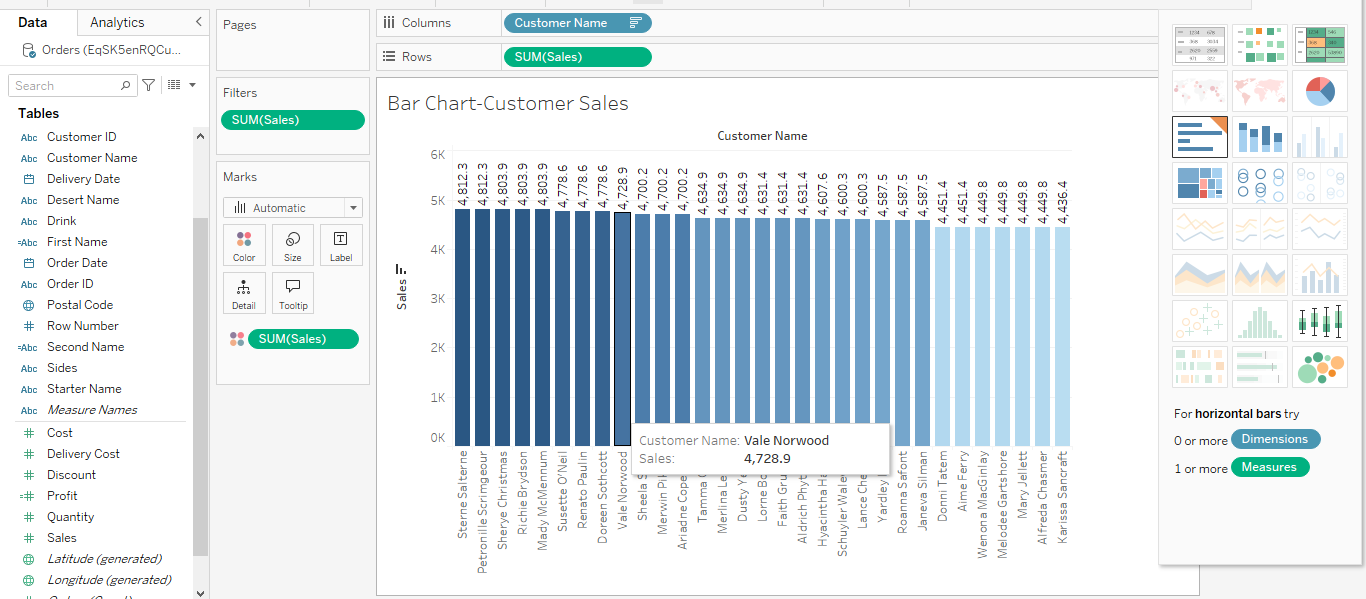 Data
Analytics
Orders (EqSK5enRQCu...
Search
Tables
Abc Customer ID
Abc Customer Name
Delivery Date
Abc Desert Name
Abc Drink
=Abc First Name
Order Date
Abc Order ID
Postal Code
# Row Number
=Abc Second Name
Abc Sides
Abc Starter Name
Abc Measure Names
# Cost
# Delivery Cost
# Discount
=# Profit
# Quantity
# Sales
Latitude (generated)
Longitude (generated)
Pages
Filters
SUM(Sales)
Marks
Automatic
Color
Size
Label
Detail
Tooltip
SUM(Sales)
Columns
Customer Name
Rows
SUM(Sales)
Bar Chart-Customer Sales
Customer Name
Sales
6K
5K
4K
3K
2K
1K
0K
4,812.3
4,812.3
4,803.9
4,803.9
4,803.9
4,778.6
4,778.6
4,778.6
4,728.9
4,700.2
4,700.2
4,700.2
4,634.9
4,634.9
4,634.9
4,631.4
4,631.4
4,631.4
4,607.6
4,600.3
4,600.3
4,587.5
4,587.5
4,587.5
4,451.4
4,451.4
4,449.8
4,449.8
4,449.8
4,449.8
4,436.4
Customer Name: Vale Norwood
Sales: 4,728.9
Sterne Salterne
Petronille Scrimgeour
Sherye Christmas
Richie Brydson
Mady McMennum
Susette O'Neil
Renato Paulin
Doreen Sothcott
Vale Norwood
Sheela S
Merwin Pi
Ariadne Cope
Tamma
Merlina Le
Dusty Ye
Lorne Bo
Faith Gru
Aldrich Phyt
Hyacintha Ha
Schuyler Wale
Lance Che
Yardley
Roanna Safont
Janeva Silman
Donni Tatem
Aime Ferry
Wenona MacGinlay
Melodee Gartshore
Mary Jellett
Alfreda Chasmer
Karissa Sancraft
For horizontal bars try
0 or more Dimensions
1 or more Measures